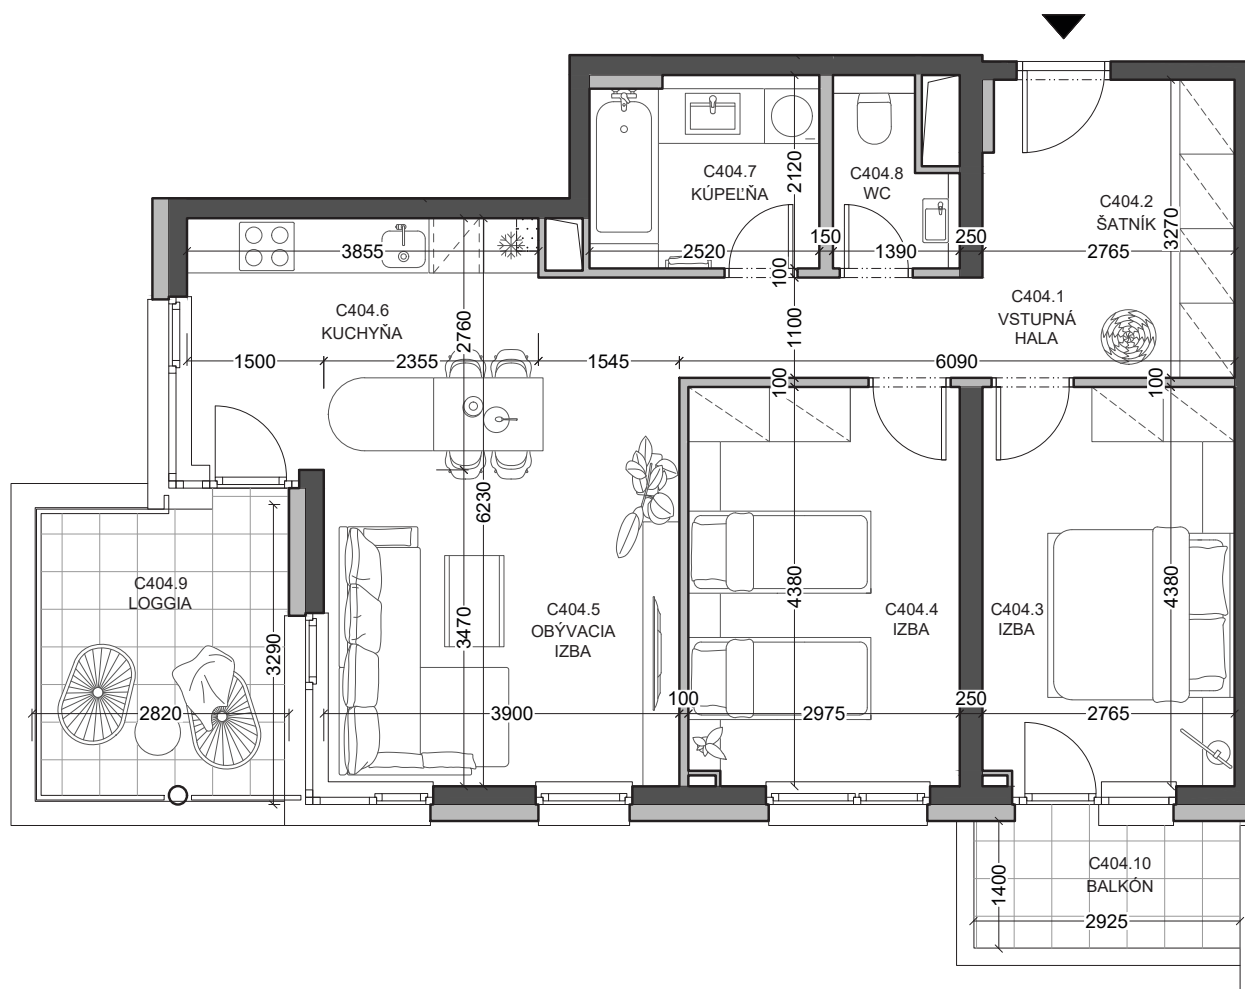 C404.7
KÚPEĽŇA
2120
C404.8
WC
C404.2
ŠATNÍK
3270
3855
2520
150
1390
250
2765
100
C404.6
KUCHYŇA
2760
1100
C404.1
VSTUPNÁ
HALA
1500
2355
1545
6090
100
100
6230
C404.9
LOGGIA
3290
3470
C404.5
OBÝVACIA
IZBA
4380
C404.4
IZBA
C404.3
IZBA
4380
2820
3900
100
2975
250
2765
C404.10
BALKÓN
1400
2925